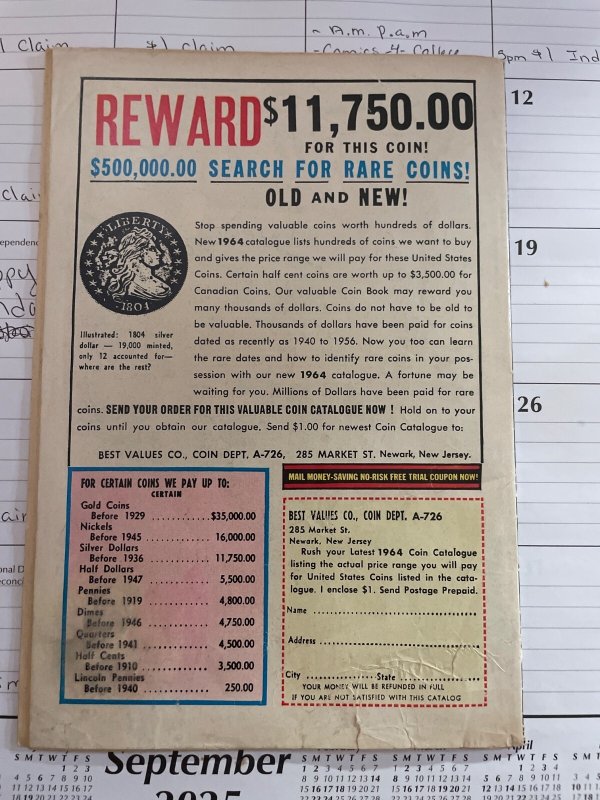 - A.m. p.a.m
1 Claim
$1 claim
- Comics 4 College
5pm $1 Ind
REWARD $11,750.00
FOR THIS COIN!
$500,000.00 SEARCH FOR RARE COINS!
OLD AND NEW!
LIBERTY
1804
Illustrated: 1804 silver
dollar — 19,000 minted,
only 12 accounted for—
where are the rest?
Stop spending valuable coins worth hundreds of dollars.
New 1964 catalogue lists hundreds of coins we want to buy
and gives the price range we will pay for these United States
Coins. Certain half cent coins are worth up to $3,500.00 for
Canadian Coins. Our valuable Coin Book may reward you
many thousands of dollars. Coins do not have to be old to
be valuable. Thousands of dollars have been paid for coins
dated as recently as 1940 to 1956. Now you too can learn
the rare dates and how to identify rare coins in your pos-
session with our new 1964 catalogue. A fortune may be
waiting for you. Millions of Dollars have been paid for rare
coins. SEND YOUR ORDER FOR THIS VALUABLE COIN CATALOGUE NOW ! Hold on to your
coins until you obtain our catalogue. Send $1.00 for newest Coin Catalogue to:
BEST VALUES CO., COIN DEPT. A-726, 285 MARKET ST. Newark, New Jersey.
FOR CERTAIN COINS WE PAY UP TO:
CERTAIN
Gold Coins
Before 1929 ............ $35,000.00
Nickels
Before 1945 ............ 16,000.00
Silver Dollars
Before 1936 ............ 11,750.00
Half Dollars
Before 1947 ............ 5,500.00
Pennies
Before 1919 ............ 4,800.00
Dimes
Before 1946 ............ 4,750.00
Quarters
Before 1941 ............ 4,500.00
Half Cents
Before 1910 ............ 3,500.00
Lincoln Pennies
Before 1940 ............ 250.00
MAIL MONEY-SAVING NO-RISK FREE TRIAL COUPON NOW!
BEST VALUES CO., COIN DEPT. A-726
285 Market St.
Newark, New Jersey
Rush your Latest 1964 Coin Catalogue
listing the actual price range you will pay
for United States Coins listed in the cata-
logue. I enclose $1. Send Postage Prepaid.
Name ..............................
Address ..............................
City .................. State ..................
YOUR MONEY WILL BE REFUNDED IN FULL
IF YOU ARE NOT SATISFIED WITH THIS CATALOG
12
19
26
September
2025